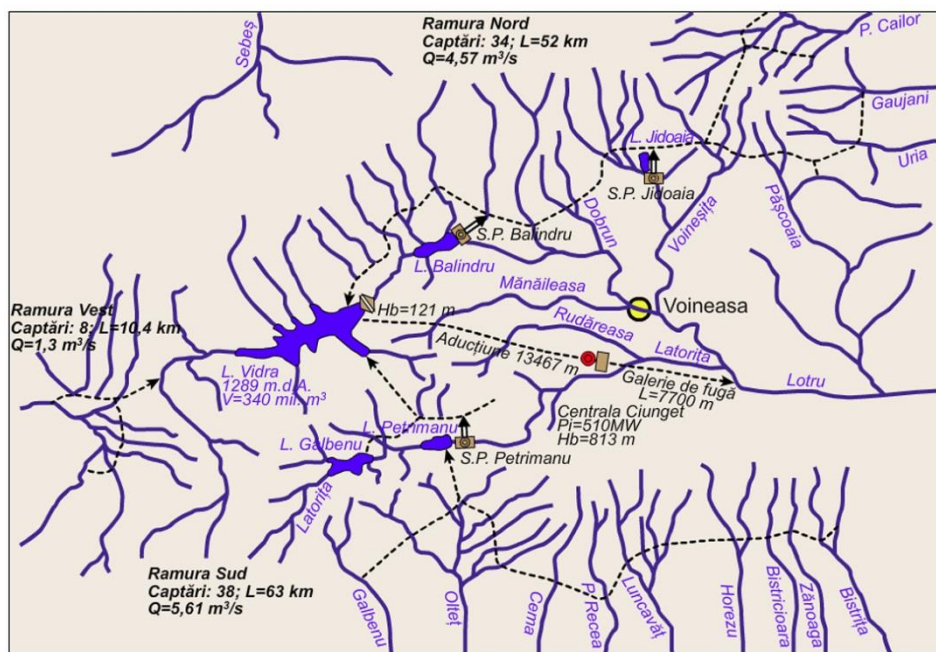 Ramura Nord
Captări: 34; L=52 km
Q=4,57 m³/s
Sebeș
P. Cailor
Gaujani
Uria
L. Jidoaia
S.P. Jidoaia
Dobrun
Voineșița
Pășcoaia
S.P. Balindru
L. Balindru
Mănăileasa
Voineasa
Ramura Vest
Captări: 8; L=10,4 km
Q=1,3 m³/s
Hb=121 m
Rudăreasa
Latorița
Aducțiune 13467 m
L. Vidra
1289 m.d.A.
V=340 mil. m³
Galerie de fugă
L=7700 m
Lotru
Centrala Ciunget
Pi=510MW
Hb=813 m
L. Petrimanu
L. Galbenu
S.P. Petrimanu
Latorița
Ramura Sud
Captări: 38; L=63 km
Q=5,61 m³/s
Galbenu
Olteț
Cerna
P. Recea
Luncavăț
Horezu
Bistricioara
Zănoaga
Bistrița